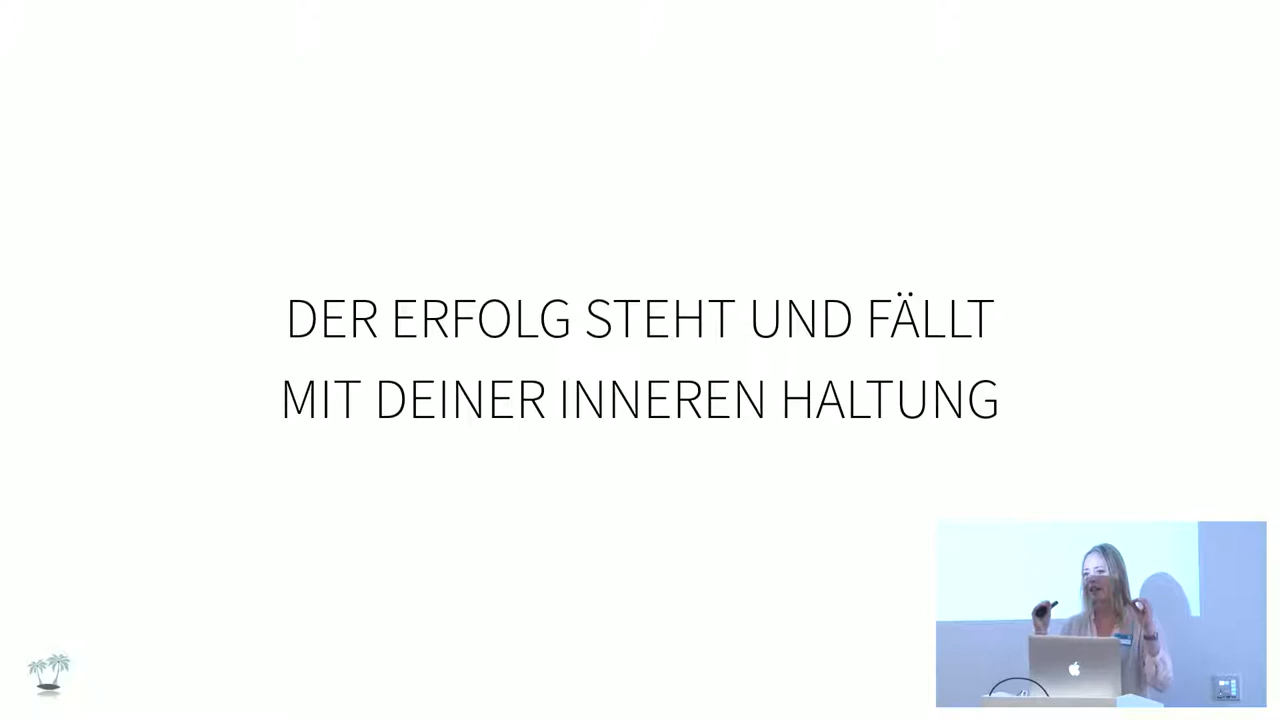 DER ERFOLG STEHT UND FÄLLT
MIT DEINER INNEREN HALTUNG